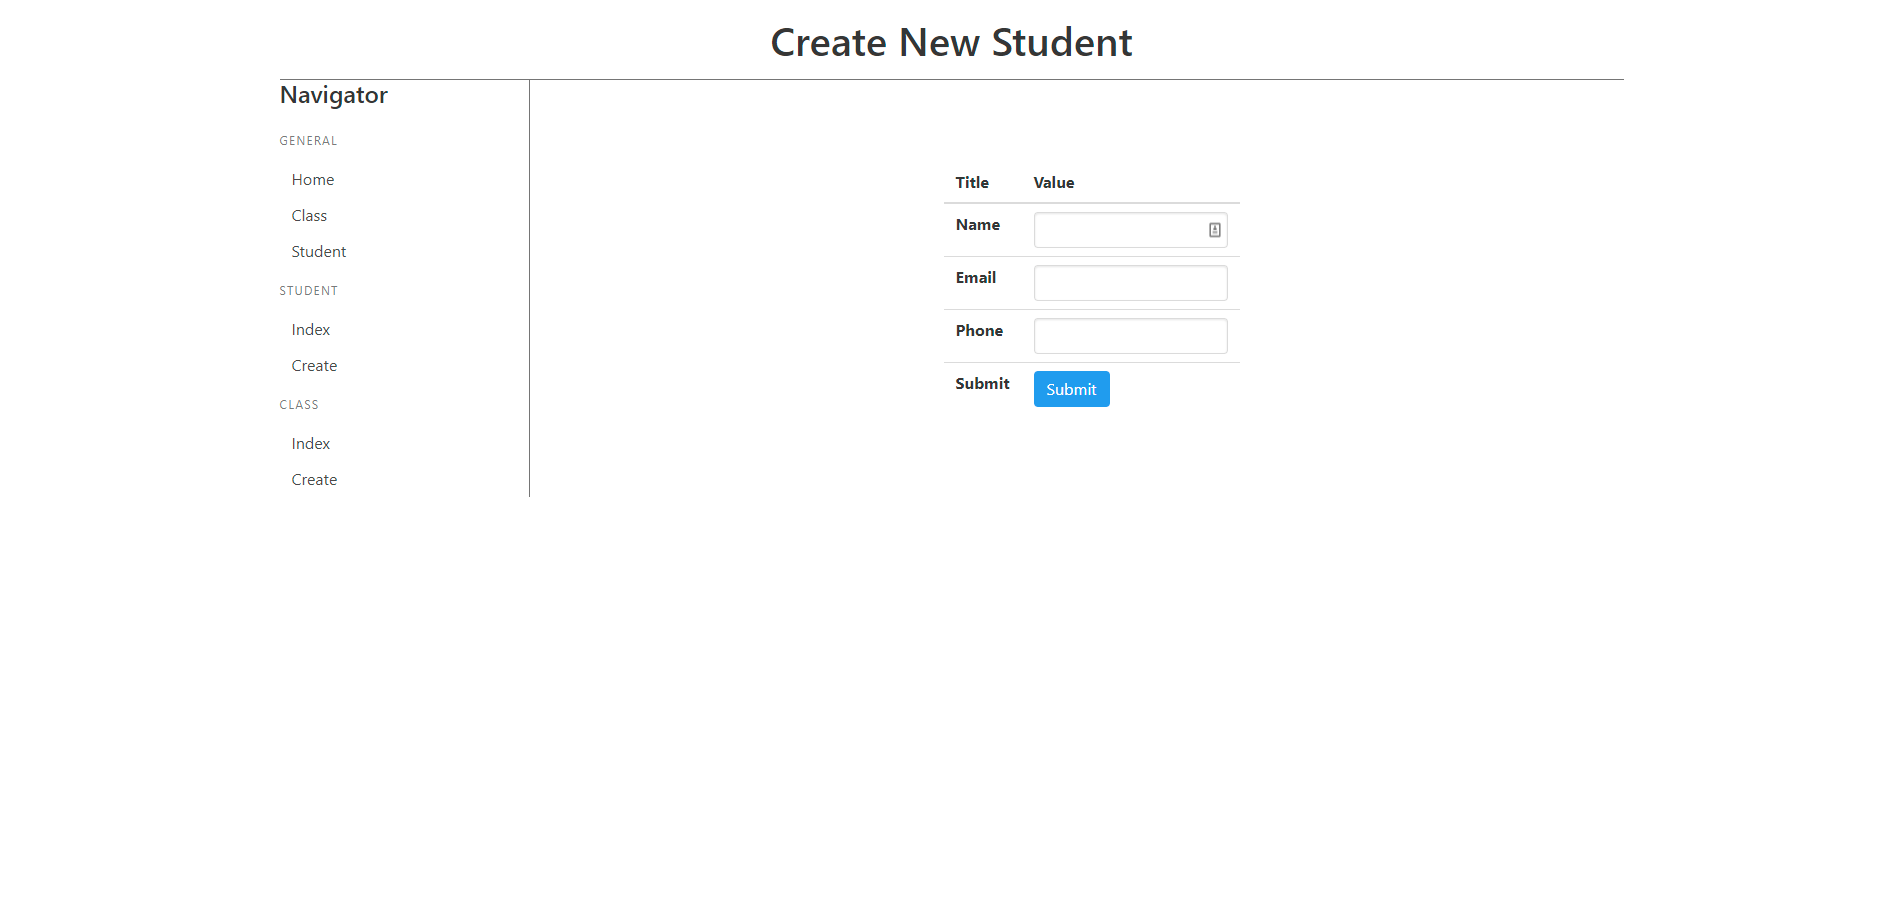 Create New Student
Navigator
GENERAL
Home
Class
Student
STUDENT
Index
Create
CLASS
Index
Create
Title Value
Name
Email
Phone
Submit Submit